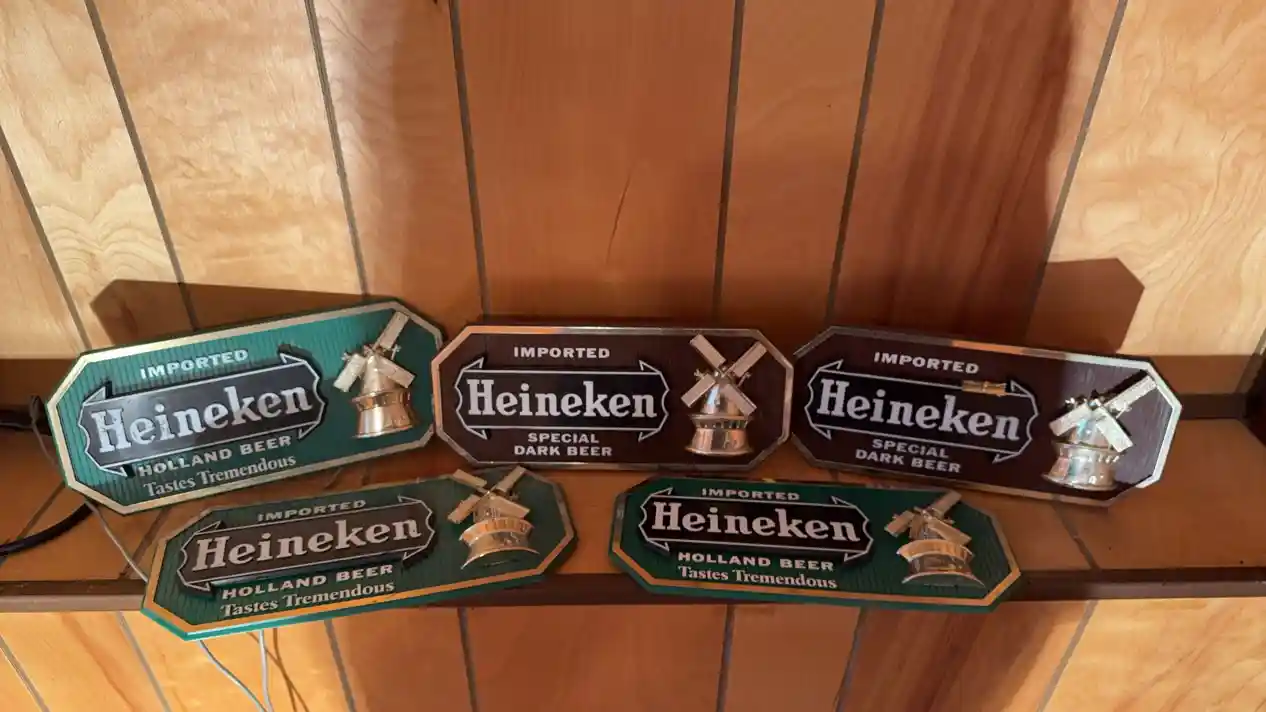 IMPORTED
Heineken
HOLLAND BEER
Tastes Tremendous
IMPORTED
Heineken
SPECIAL
DARK BEER
IMPORTED
Heineken
SPECIAL
DARK BEER
IMPORTED
Heineken
HOLLAND BEER
Tastes Tremendous
IMPORTED
Heineken
HOLLAND BEER
Tastes Tremendous